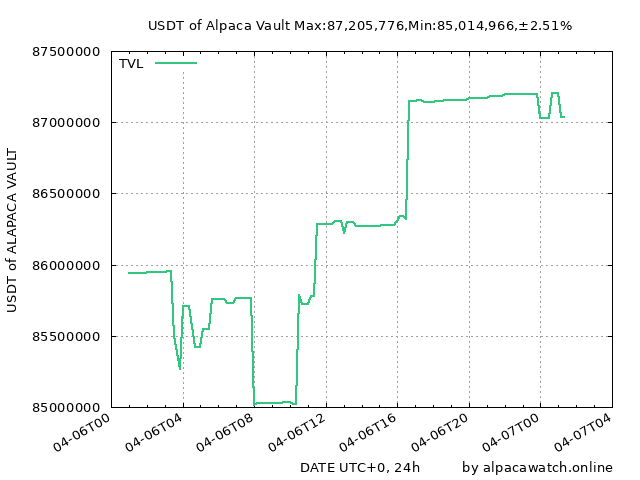 USDT of Alpaca Vault Max:87,205,776,Min:85,014,966,±2.51%
87500000
TVL
87000000
86500000
86000000
85500000
85000000
USDT of ALAPACA VAULT
04-06T00
04-06T04
04-06T08
04-06T12
04-06T16
04-06T20
04-07T00
04-07T04
DATE UTC+0, 24h
by alpacawatch.online